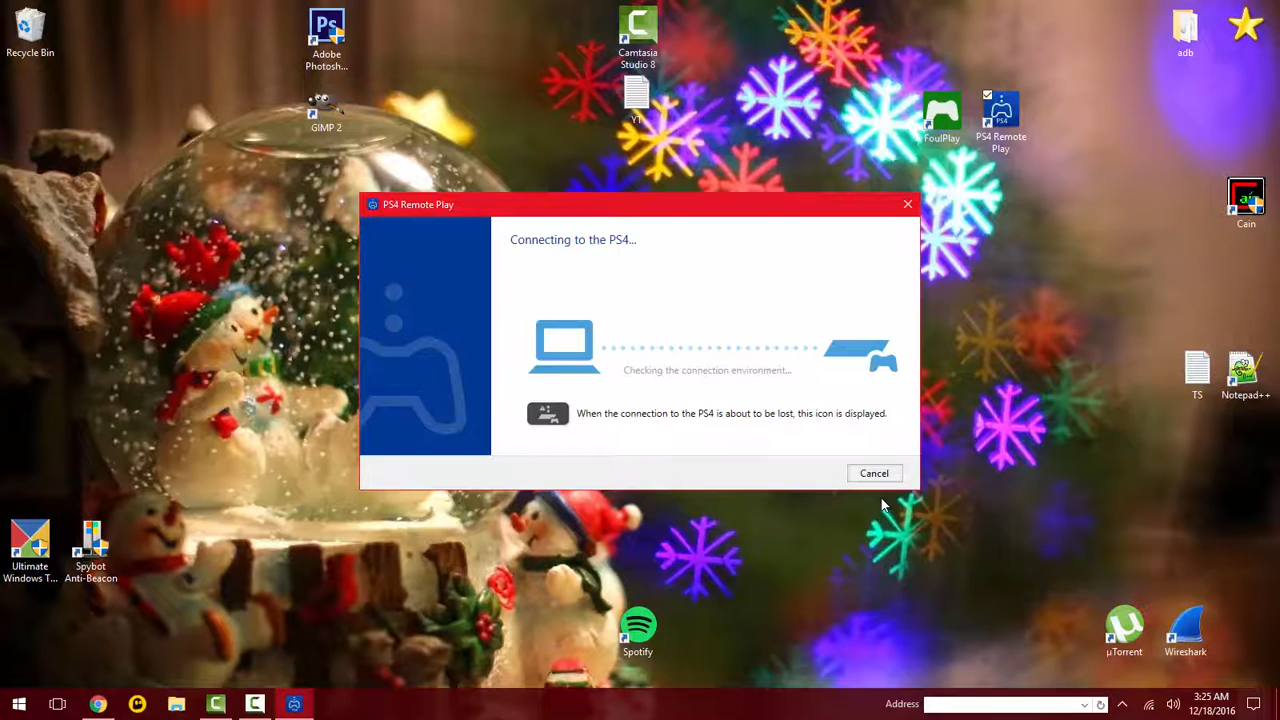 Recycle Bin
Ps
Adobe
Photosh...
GIMP 2
Camtasia
Studio 8
YT
FoulPlay
PS4
PS4 Remote
Play
adb
Cain
TS
Notepad++
PS4 Remote Play
Connecting to the PS4...
Checking the connection environment...
When the connection to the PS4 is about to be lost, this icon is displayed.
Cancel
Ultimate
Windows T...
Spybot
Anti-Beacon
Spotify
µTorrent
Wireshark
Address
3:25 AM
12/18/2016